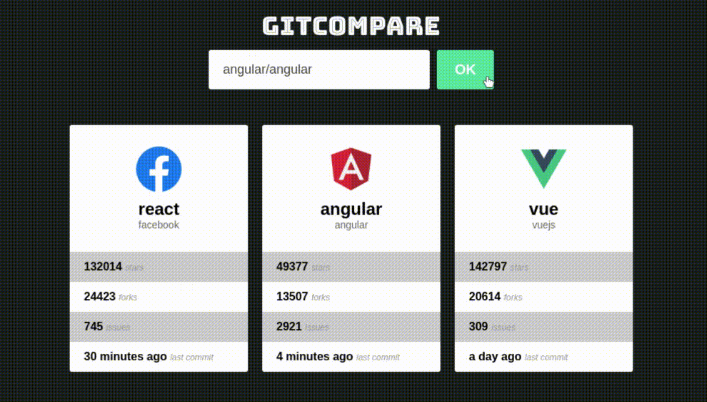 GITCOMPARE
angular/angular
OK
react
facebook
132014 stars
24423 forks
745 issues
30 minutes ago last commit
angular
angular
49377 stars
13507 forks
2921 issues
4 minutes ago last commit
vue
vuejs
142797 stars
20614 forks
309 issues
a day ago last commit